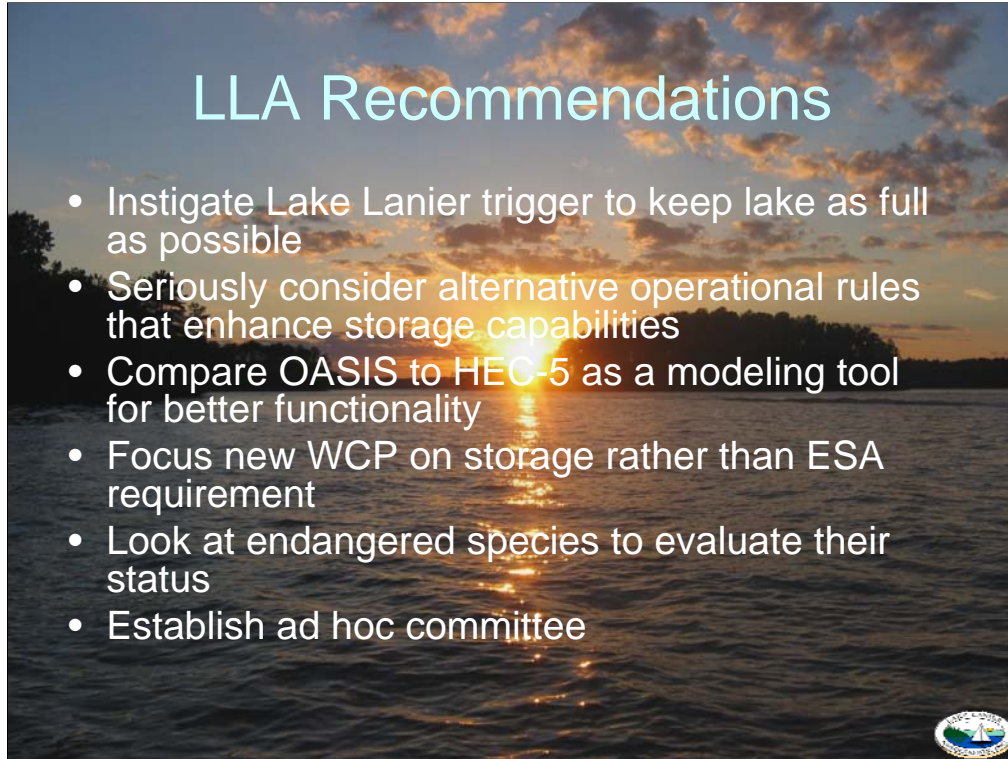 LLA Recommendations
• Instigate Lake Lanier trigger to keep lake as full
as possible
• Seriously consider alternative operational rules
that enhance storage capabilities
• Compare OASIS to HEC-5 as a modeling tool
for better functionality
• Focus new WCP on storage rather than ESA
requirement
• Look at endangered species to evaluate their
status
• Establish ad hoc committee
LAKE LANIER